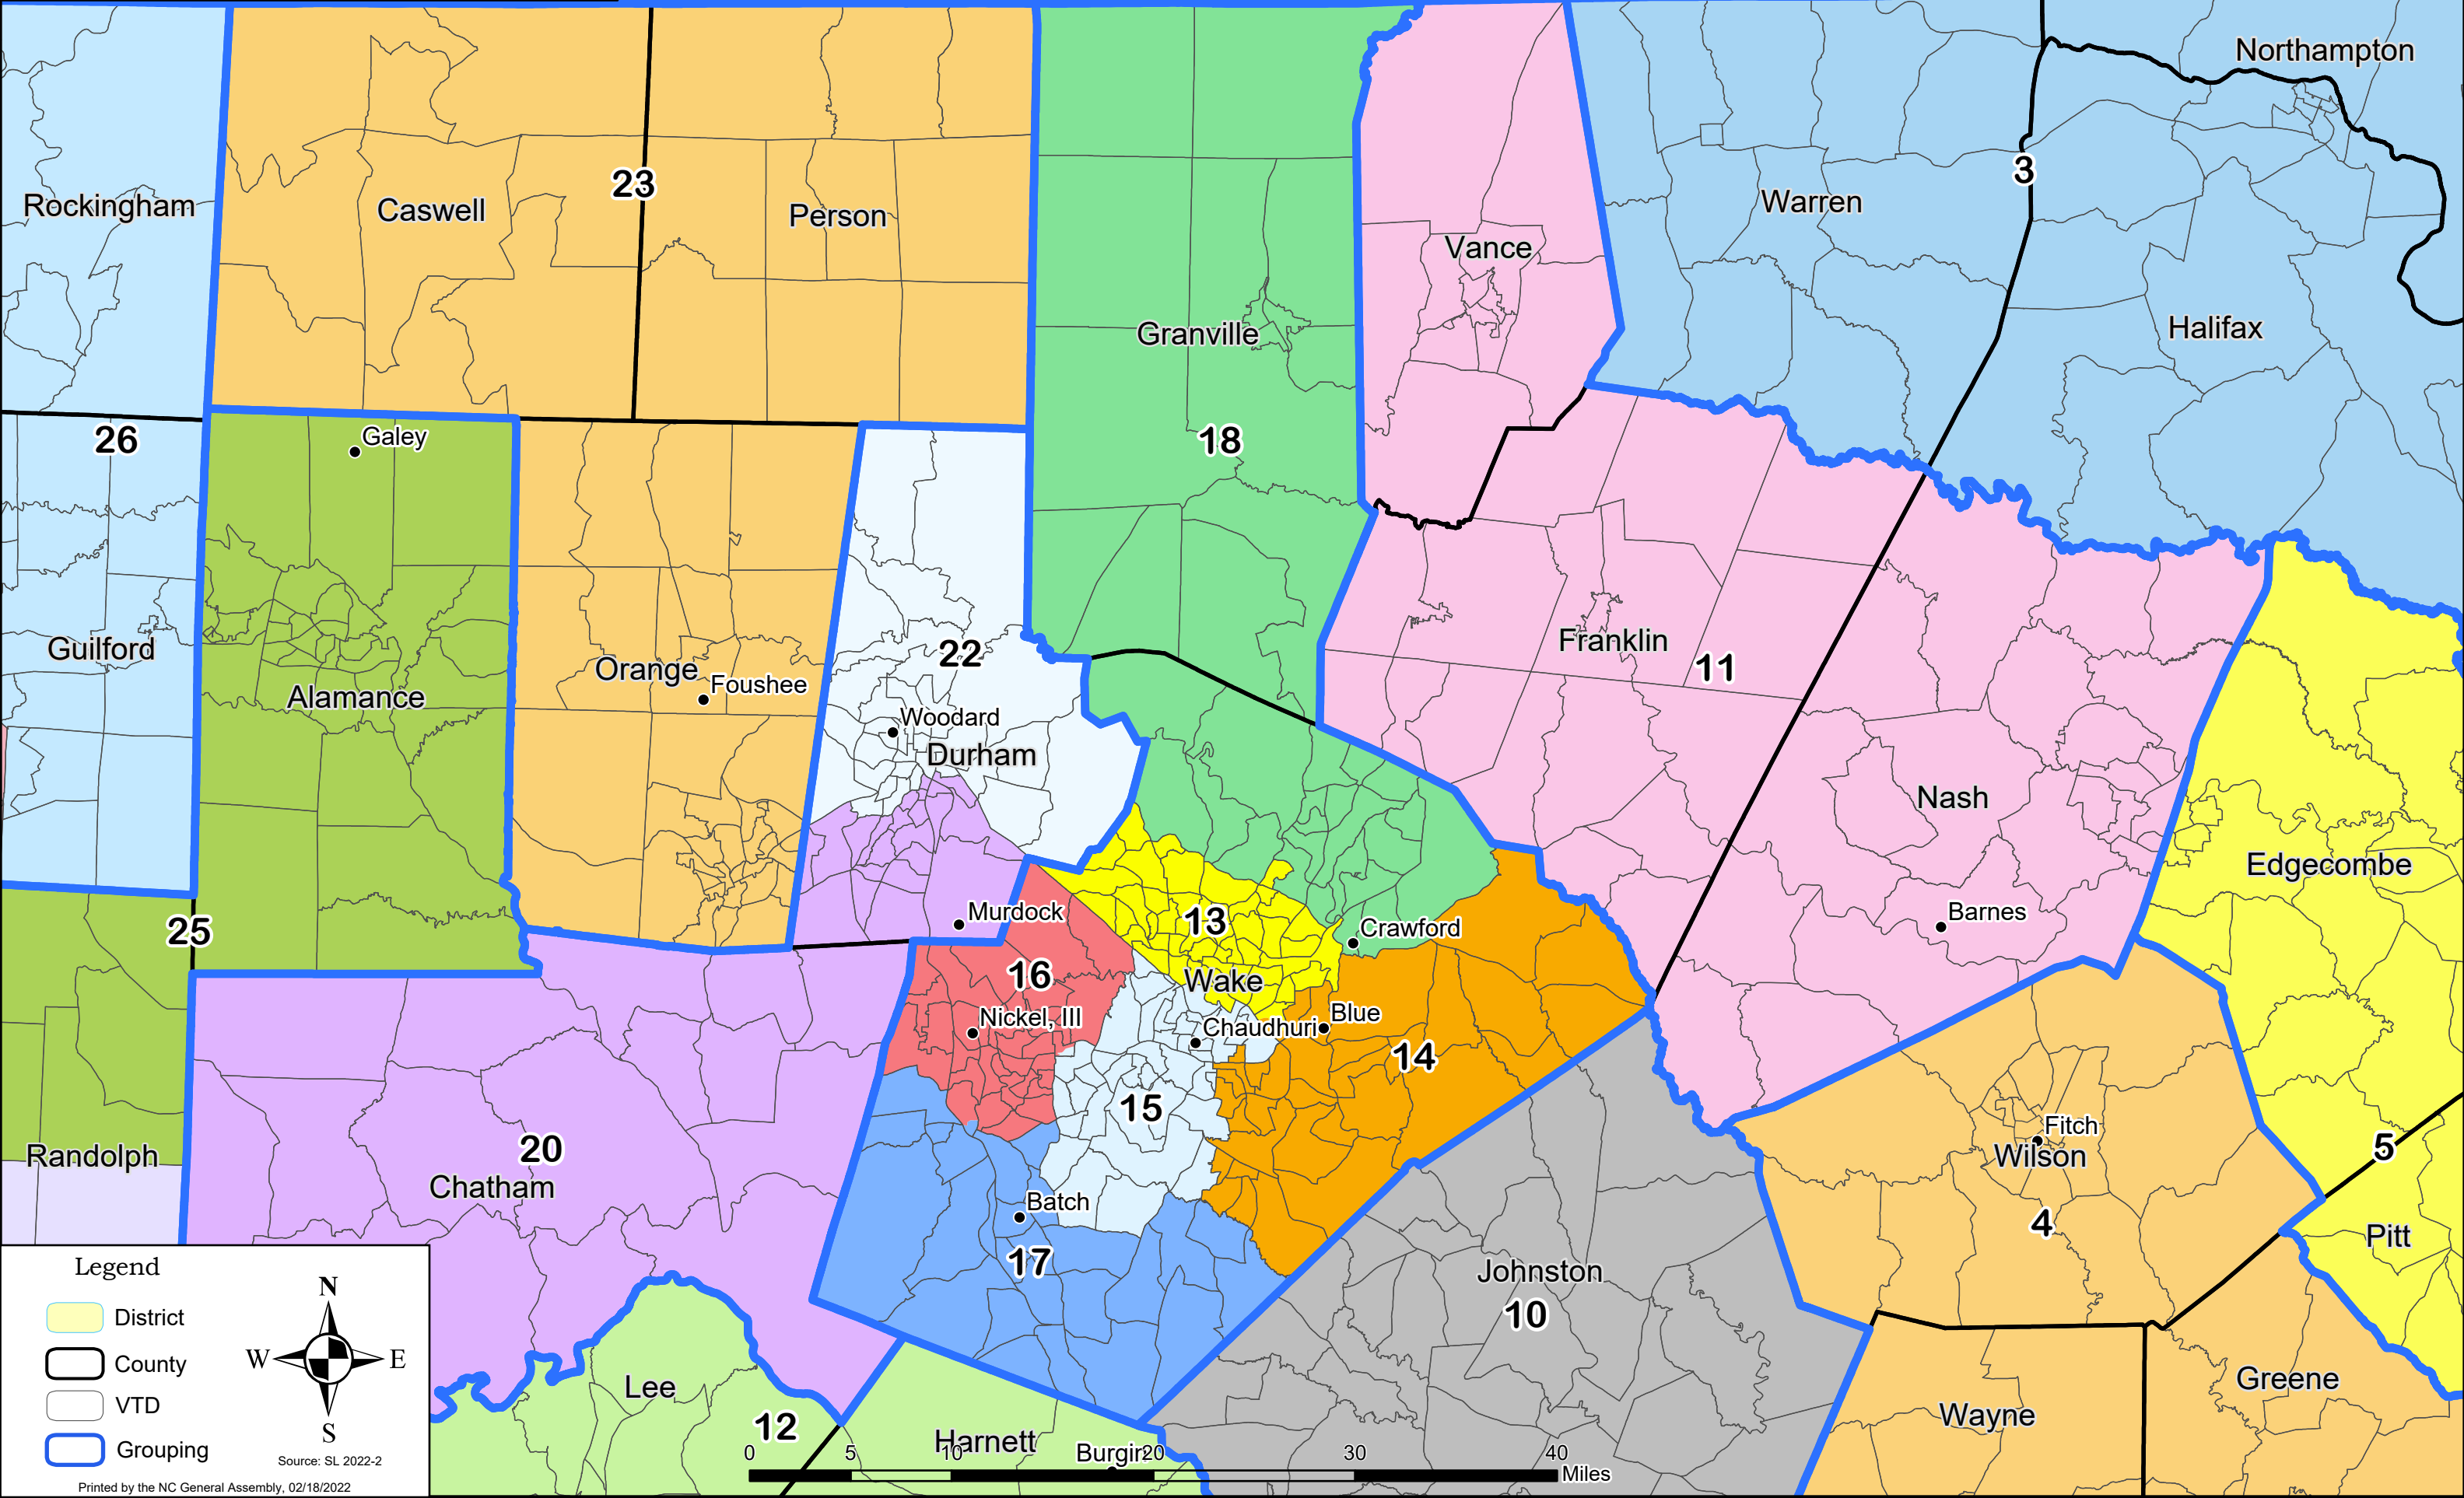 Northampton
3
23
Rockingham
Caswell
Person
Warren
Vance
Granville
Halifax
26
Galey
18
Guilford
22
Franklin
11
Orange
Foushee
Alamance
Woodard
Durham
Nash
Edgecombe
25
Murdock
13
Crawford
Barnes
16
Wake
Nickel, III
Chaudhuri
Blue
14
15
Fitch
Wilson
5
Randolph
20
Chatham
Batch
4
17
Pitt
Johnston
10
Legend
District
County
VTD
Grouping
N
W
E
S
Source: SL 2022-2
Printed by the NC General Assembly, 02/18/2022
Lee
12
Harnett
Wayne
Greene
0 5 10 20 30 40
Miles